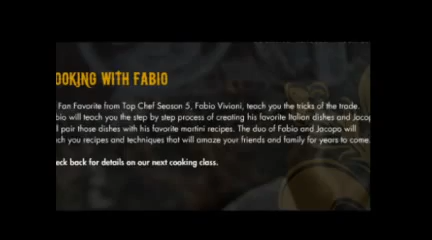 OOKING WITH FABIO
Fan Favorite from Top Chef Season 5, Fabio Viviani, teach you the tricks of the trade.
bio will teach you the step by step process of creating his favorite Italian dishes and Jacop
l pair those dishes with his favorite martini recipes. The duo of Fabio and Jacopo will
ch you recipes and techniques that will amaze your friends and family for years to come
eck back for details on our next cooking class.